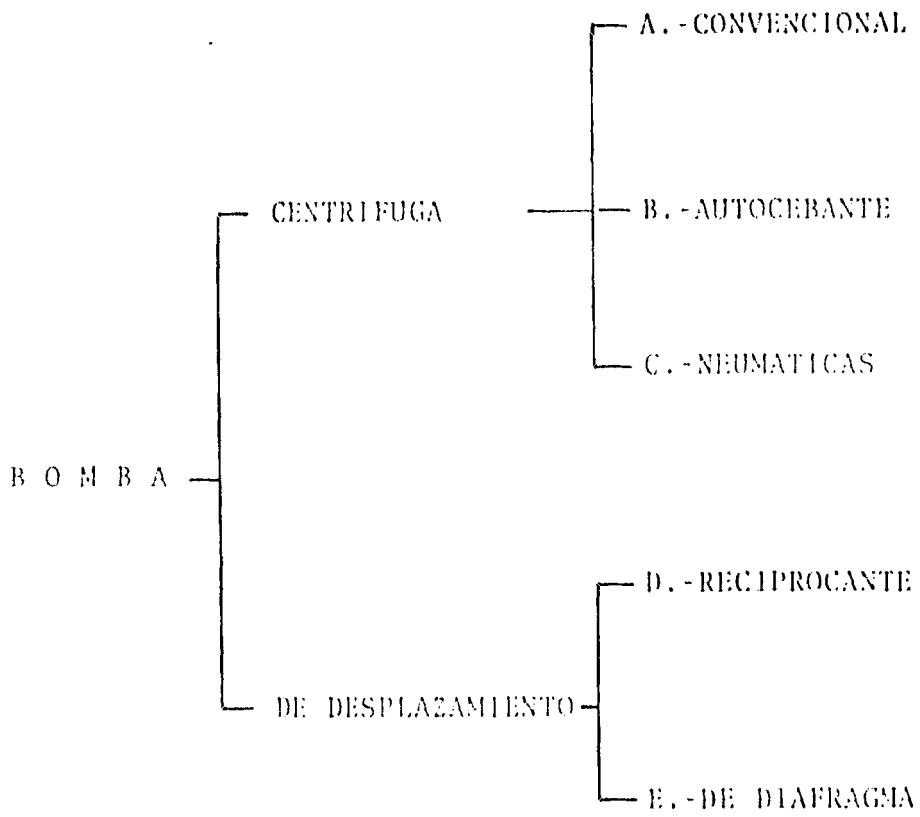 A.-CONVENCIONAL
CENTRIFUGA
B.-AUTOCEBANTE
C.-NEUMATICAS
B O M B A
D.-RECIPROCANTE
DE DESPLAZAMIENTO
E.-DE DIAFRAGMA